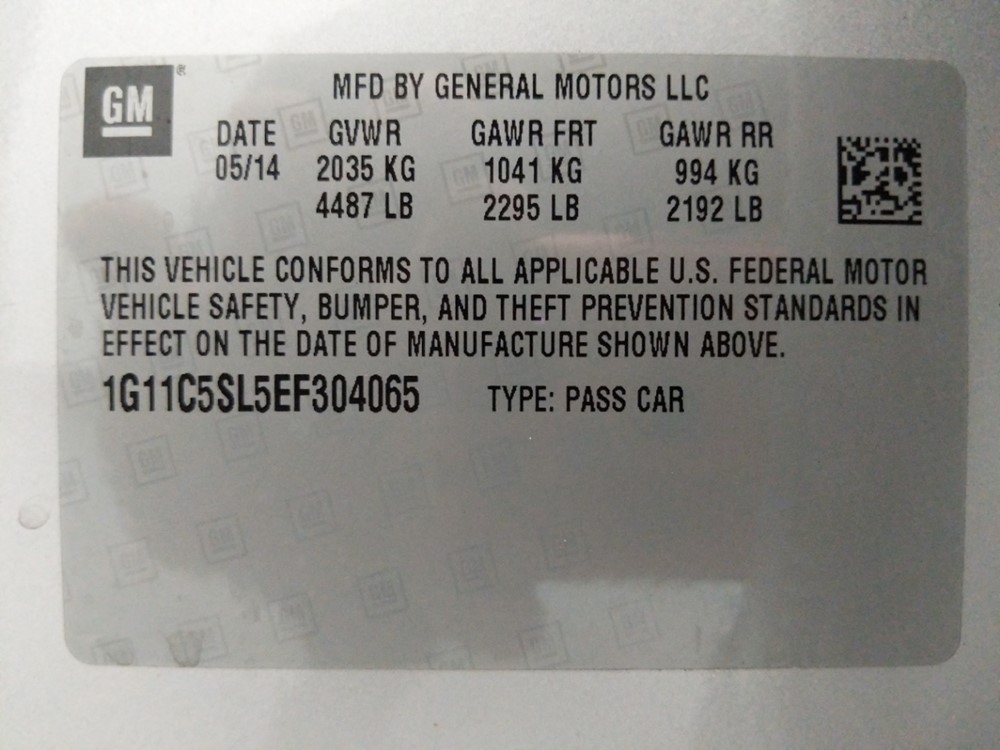 GM ®
MFD BY GENERAL MOTORS LLC
DATE GVWR GAWR FRT GAWR RR
05/14 2035 KG 1041 KG 994 KG
4487 LB 2295 LB 2192 LB
THIS VEHICLE CONFORMS TO ALL APPLICABLE U.S. FEDERAL MOTOR
VEHICLE SAFETY, BUMPER, AND THEFT PREVENTION STANDARDS IN
EFFECT ON THE DATE OF MANUFACTURE SHOWN ABOVE.
1G11C5SL5EF304065 TYPE: PASS CAR